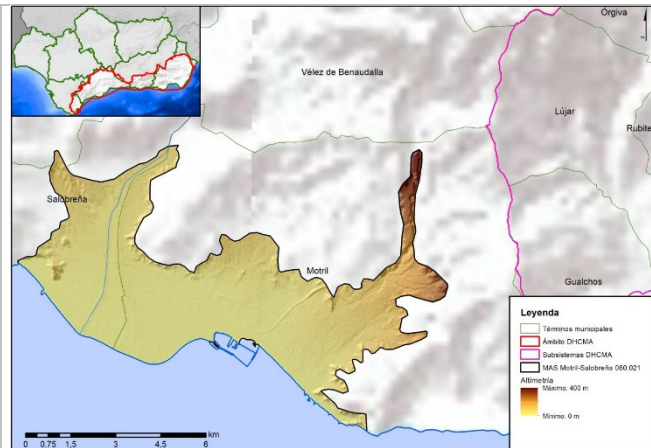 Órgiva
Vélez de Benaudalla
Lújar
Rubite
Salobreña
Motril
Gualchos
Leyenda
Términos municipales
Ámbito DHCMA
Subsistemas DHCMA
MAS Motril-Salobreña 060.021
Altimetría
Máximo: 400 m
Mínimo: 0 m
km
0 0,75 1,5 3 4,5 6